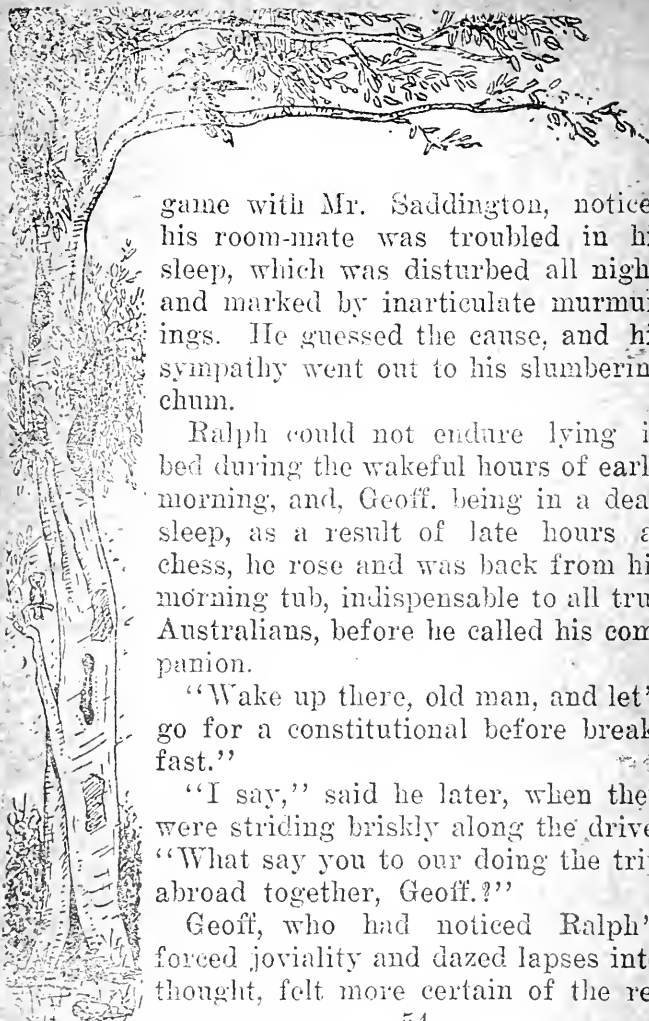 game with Mr. Saddington, notice
his room-mate was troubled in hi
sleep, which was disturbed all nigh
and marked by inarticulate murmur
ings. He guessed the cause, and hi
sympathy went out to his slumberin
chum.
Ralph could not endure lying i
bed during the wakeful hours of earl
morning, and, Geoff. being in a dea
sleep, as a result of late hours a
chess, he rose and was back from hi
morning tub, indispensable to all tru
Australians, before he called his com
panion.
"Wake up there, old man, and let'
go for a constitutional before break
fast."
"I say," said he later, when the
were striding briskly along the drive
"What say you to our doing the trip
abroad together, Geoff.?"
Geoff, who had noticed Ralph'
forced joviality and dazed lapses int
thought, felt more certain of the re
54